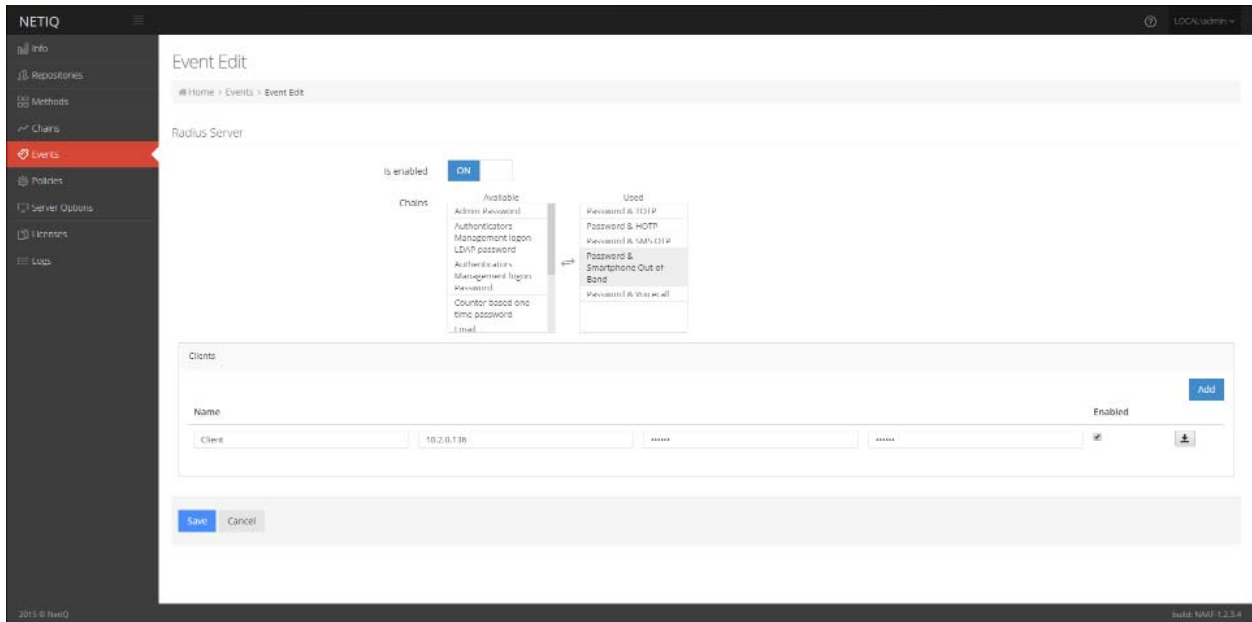 NETIQ
LOCAL\admin
Info
Repositories
Methods
Chains
Events
Policies
Server Options
Licenses
Logs
Event Edit
Home › Events › Event Edit
Radius Server
Is enabled
ON
Chains
Available
Used
Admin Password
Authenticators
Management logon
LDAP password
Authenticators
Management logon
Password
Counter based one
time password
Email
Password & TOTP
Password & HOTP
Password & SMS OTP
Password &
Smartphone Out of
Band
Password & Voicecall
Clients
Add
Name
Enabled
Client
10.2.0.136
••••••
••••••
Save
Cancel
2015 © NetIQ
build: NAAF-1.2.3.4